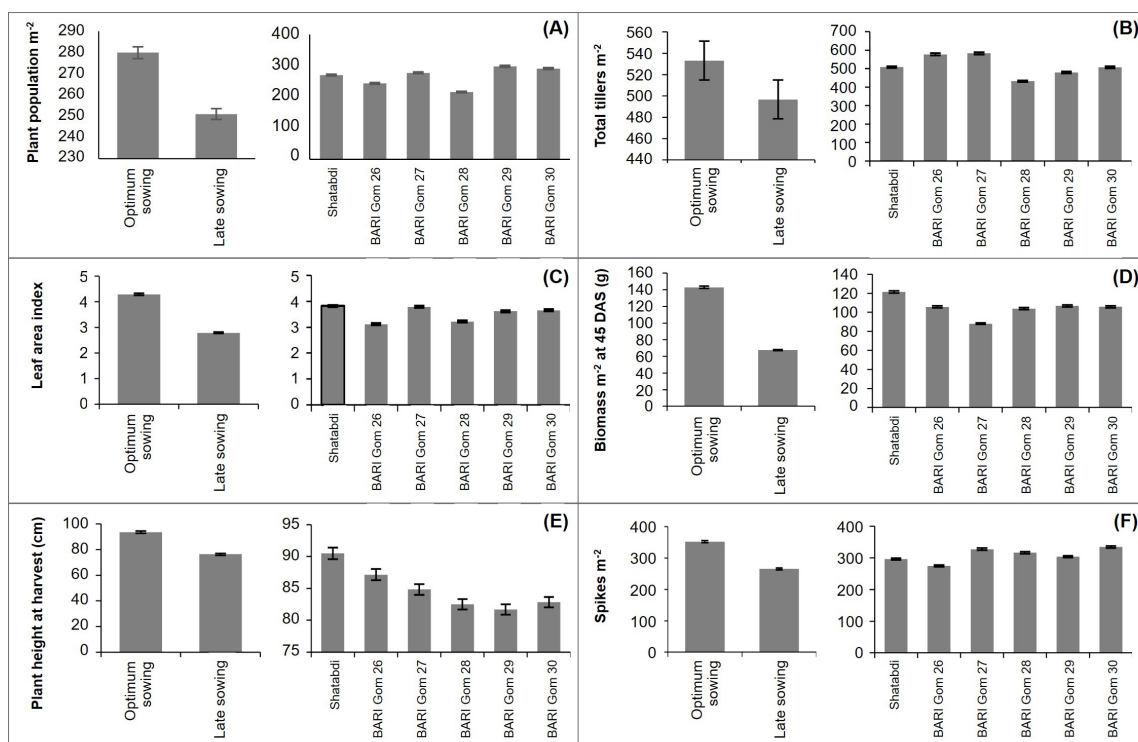 (A)
Plant population m⁻²
290
280
270
260
250
240
230
Optimum sowing
Late sowing
400
300
200
100
0
Shatabdi
BARI Gom 26
BARI Gom 27
BARI Gom 28
BARI Gom 29
BARI Gom 30
(B)
Total tillers m⁻²
560
540
520
500
480
460
440
Optimum sowing
Late sowing
700
600
500
400
300
200
100
0
Shatabdi
BARI Gom 26
BARI Gom 27
BARI Gom 28
BARI Gom 29
BARI Gom 30
(C)
Leaf area index
5
4
3
2
1
0
Optimum sowing
Late sowing
5
4
3
2
1
0
Shatabdi
BARI Gom 26
BARI Gom 27
BARI Gom 28
BARI Gom 29
BARI Gom 30
(D)
Biomass m⁻² at 45 DAS (g)
160
140
120
100
80
60
40
20
0
Optimum sowing
Late sowing
140
120
100
80
60
40
20
0
Shatabdi
BARI Gom 26
BARI Gom 27
BARI Gom 28
BARI Gom 29
BARI Gom 30
(E)
Plant height at harvest (cm)
100
80
60
40
20
0
Optimum sowing
Late sowing
95
90
85
80
75
Shatabdi
BARI Gom 26
BARI Gom 27
BARI Gom 28
BARI Gom 29
BARI Gom 30
(F)
Spikes m⁻²
400
300
200
100
0
Optimum sowing
Late sowing
400
300
200
100
0
Shatabdi
BARI Gom 26
BARI Gom 27
BARI Gom 28
BARI Gom 29
BARI Gom 30